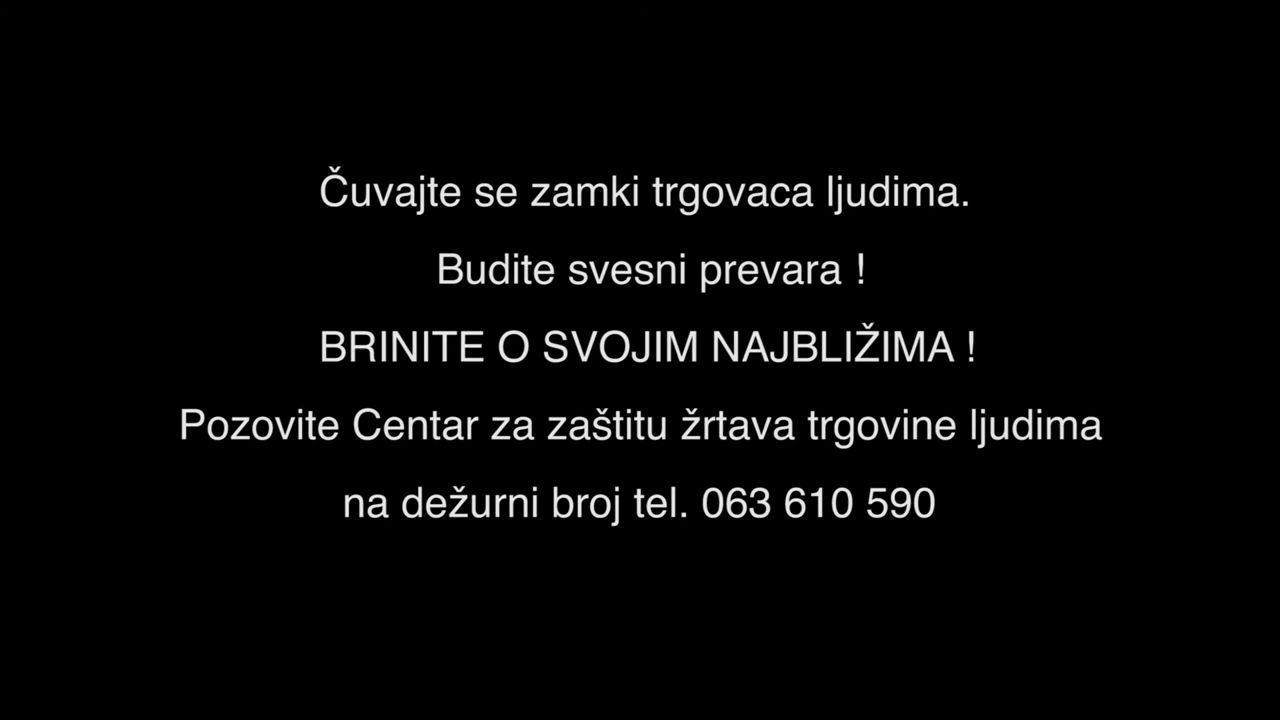 Čuvajte se zamki trgovaca ljudima.
Budite svesni prevara !
BRINITE O SVOJIM NAJBLIŽIMA !
Pozovite Centar za zaštitu žrtava trgovine ljudima
na dežurni broj tel. 063 610 590